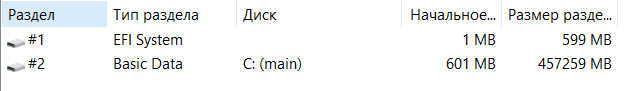 Раздел Тип раздела Диск Начальное... Размер разде...
#1 EFI System 1 MB 599 MB
#2 Basic Data C: (main) 601 MB 457259 MB